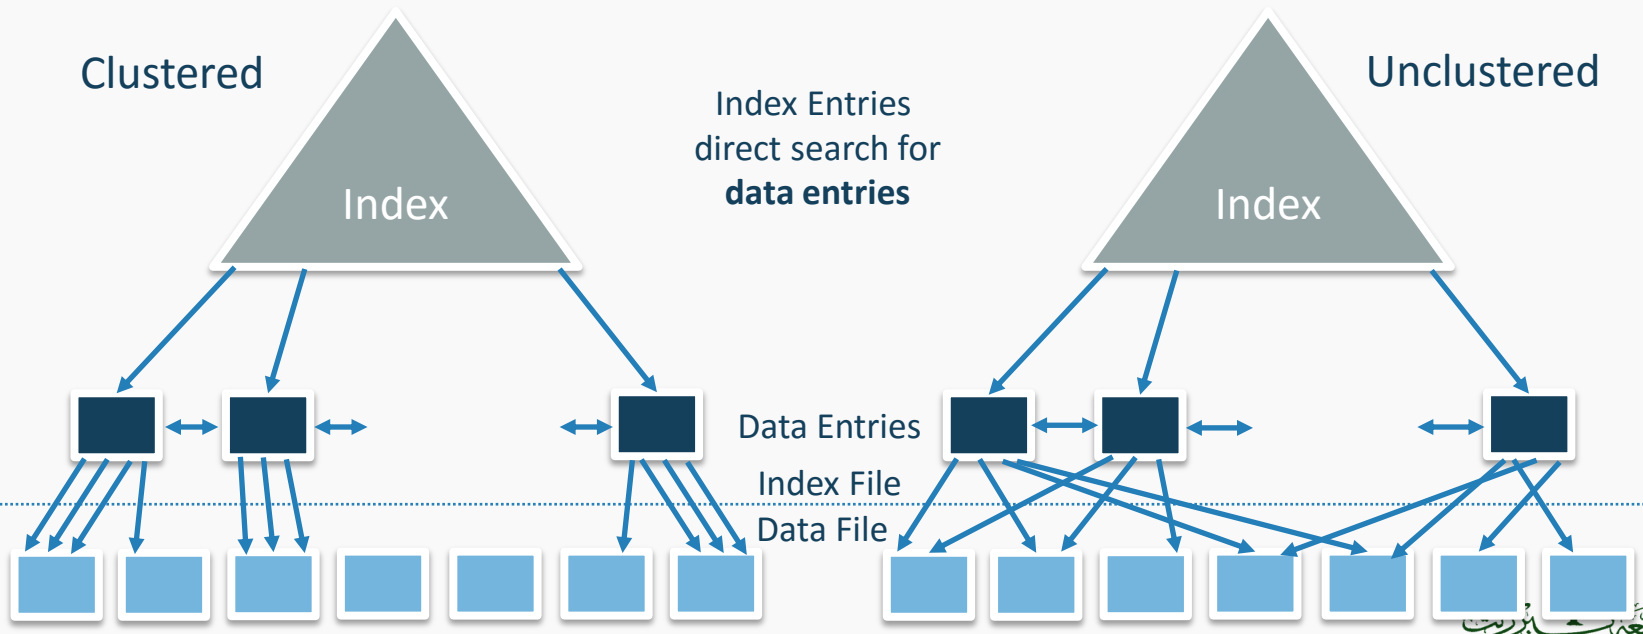 Clustered
Unclustered
Index Entries
direct search for
data entries
Index
Index
Data Entries
Index File
Data File